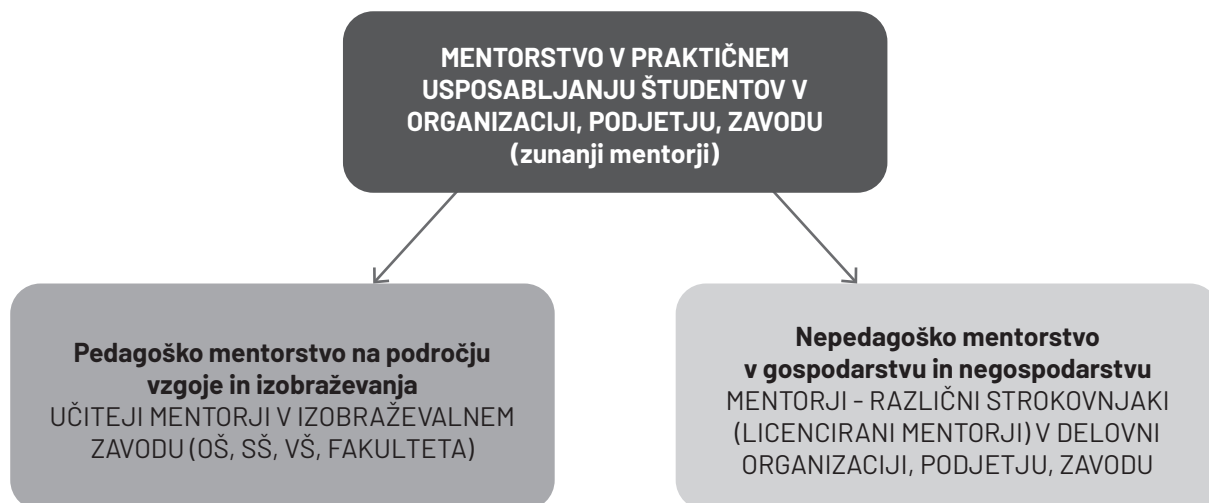 MENTORSTVO V PRAKTIČNEM
USPOSABLJANJU ŠTUDENTOV V
ORGANIZACIJI, PODJETJU, ZAVODU
(zunanji mentorji)
Pedagoško mentorstvo na področju
vzgoje in izobraževanja
UČITEJI MENTORJI V IZOBRAŽEVALNEM
ZAVODU (OŠ, SŠ, VŠ, FAKULTETA)
Nepedagoško mentorstvo
v gospodarstvu in negospodarstvu
MENTORJI - RAZLIČNI STROKOVNJAKI
(LICENCIRANI MENTORJI) V DELOVNI
ORGANIZACIJI, PODJETJU, ZAVODU